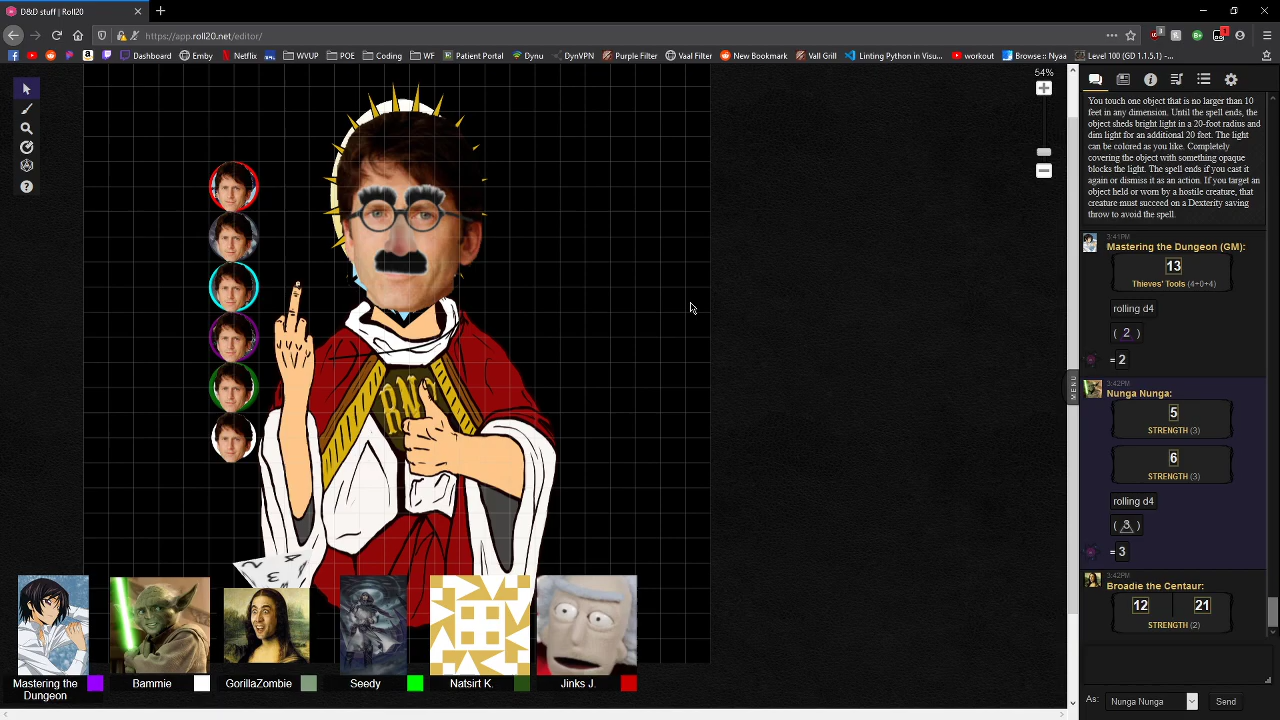 D&D stuff | Roll20
https://app.roll20.net/editor/
Dashboard
Emby
Netflix
WVUP
POE
Coding
WF
Patient Portal
Dynu
DynVPN
Purple Filter
Vaal Filter
New Bookmark
Vall Grill
Linting Python in Visu...
workout
Browse :: Nyaa
Level 100 (GD 1.1.5.1) -...
54%
You touch one object that is no larger than 10
feet in any dimension. Until the spell ends, the
object sheds bright light in a 20-foot radius and
dim light for an additional 20 feet. The light
can be colored as you like. Completely
covering the object with something opaque
blocks the light. The spell ends if you cast it
again or dismiss it as an action. If you target an
object held or worn by a hostile creature, that
creature must succeed on a Dexterity saving
throw to avoid the spell.
3:41PM
Mastering the Dungeon (GM):
13
Thieves' Tools (4+0+4)
rolling d4
( 2 )
=2
3:42PM
Nunga Nunga:
5
STRENGTH (3)
6
STRENGTH (3)
rolling d4
( 3 )
=3
3:42PM
Broadie the Centaur:
12 21
STRENGTH (2)
MENU
As:
Nunga Nunga
Send
Mastering the
Dungeon
Bammie
GorillaZombie
Seedy
Natsirt K.
Jinks J.